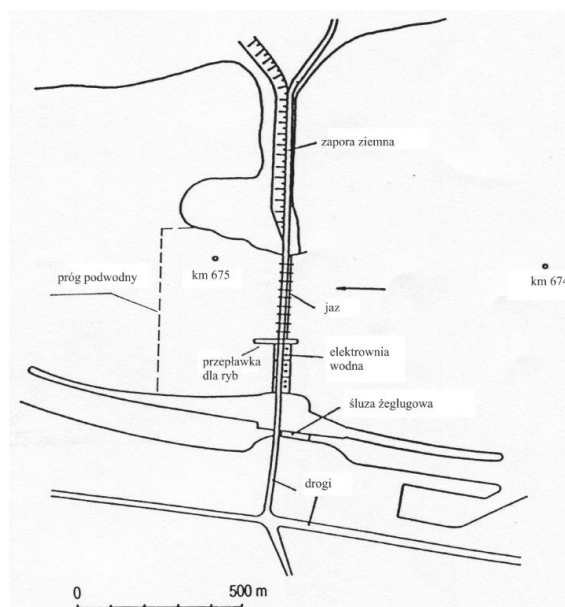 zapora ziemna
próg podwodny
km 675
km 674
jaz
przepławka
dla ryb
elektrownia
wodna
śluza żeglugowa
drogi
0
500 m